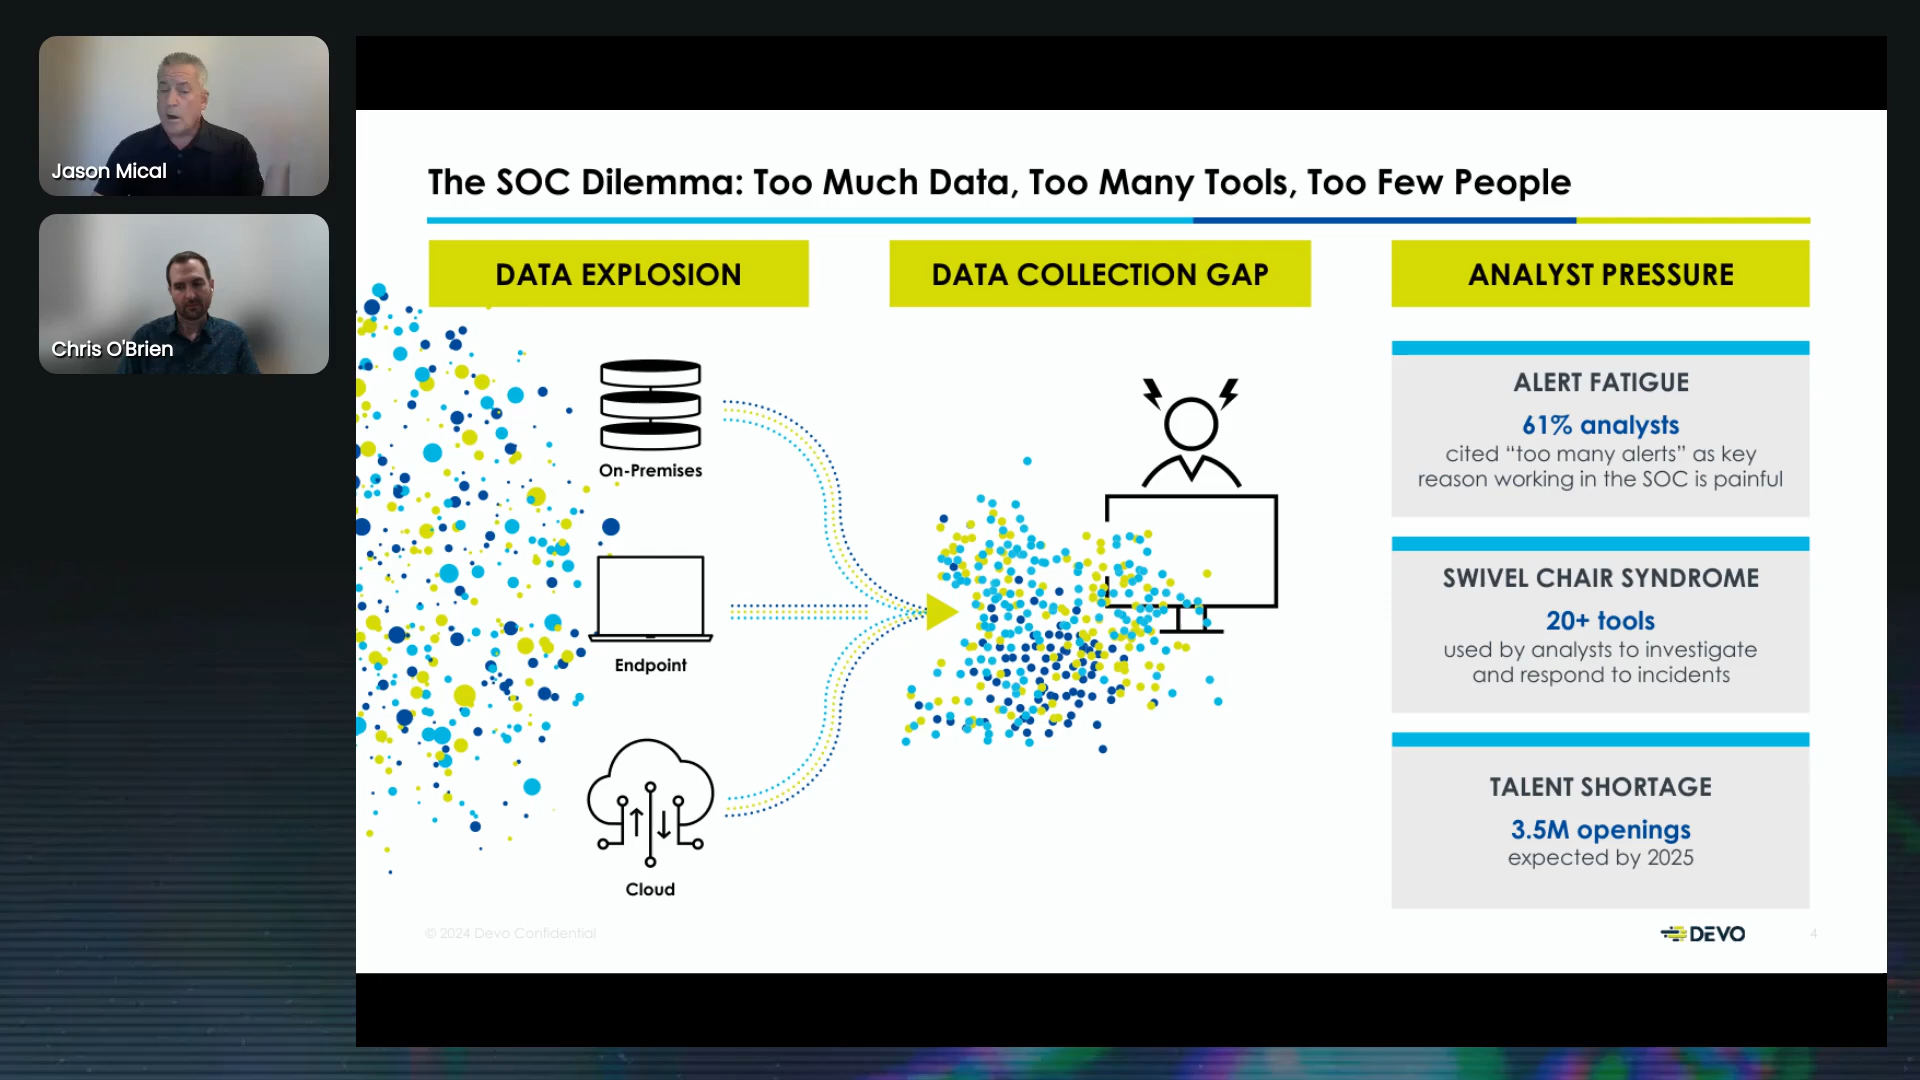 Jason Mical
Chris O'Brien
The SOC Dilemma: Too Much Data, Too Many Tools, Too Few People
DATA EXPLOSION
DATA COLLECTION GAP
ANALYST PRESSURE
On-Premises
Endpoint
Cloud
ALERT FATIGUE
61% analysts
cited “too many alerts” as key
reason working in the SOC is painful
SWIVEL CHAIR SYNDROME
20+ tools
used by analysts to investigate
and respond to incidents
TALENT SHORTAGE
3.5M openings
expected by 2025
© 2024 Devo Confidential
DEVO
4